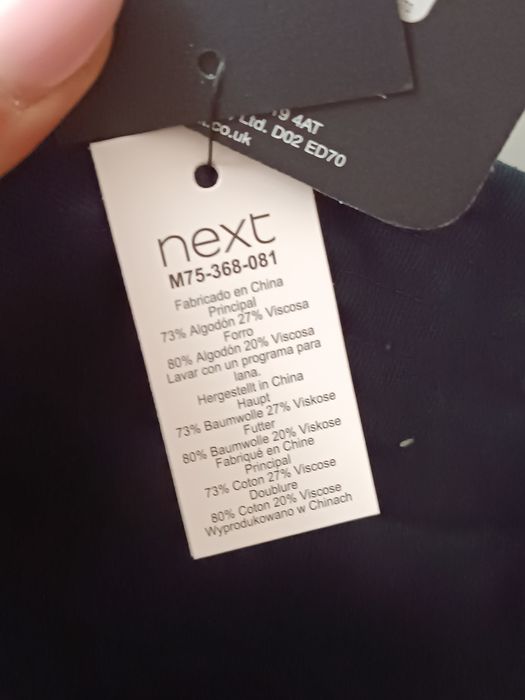 9 4AT
Ltd. D02 ED70
.co.uk
next
M75-368-081
Fabricado en China
Principal
73% Algodón 27% Viscosa
Forro
80% Algodón 20% Viscosa
Lavar con un programa para
lana.
Hergestellt in China
Haupt
73% Baumwolle 27% Viskose
Futter
80% Baumwolle 20% Viskose
Fabriqué en Chine
Principal
73% Coton 27% Viscose
Doublure
80% Coton 20% Viscose
Wyprodukowano w Chinach